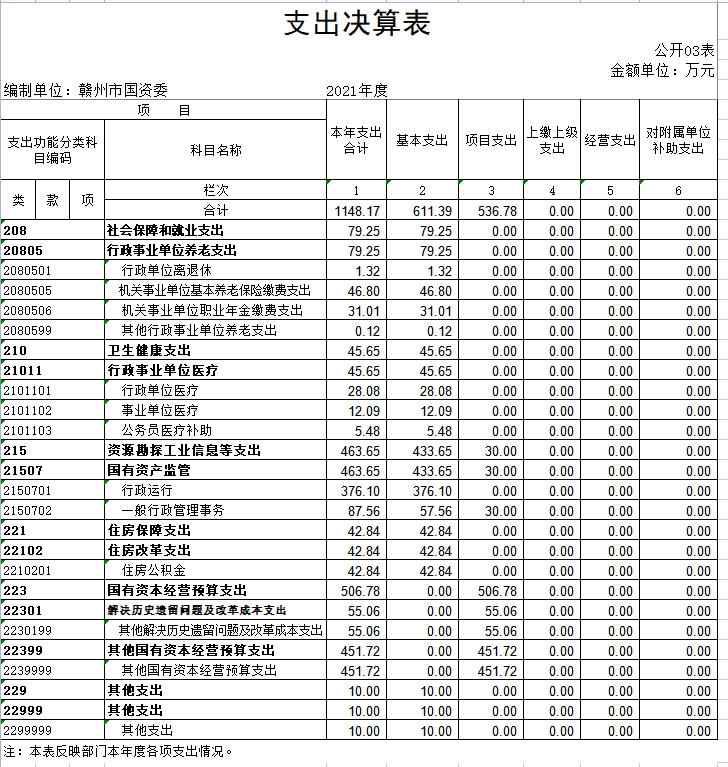 支出决算表
公开03表
金额单位：万元
编制单位：赣州市国资委 2021年度
项 目 本年支出合计 基本支出 项目支出 上缴上级支出 经营支出 对附属单位补助支出
支出功能分类科目编码 科目名称
类 款 项 栏次 1 2 3 4 5 6
合计 1148.17 611.39 536.78 0.00 0.00 0.00
208 社会保障和就业支出 79.25 79.25 0.00 0.00 0.00 0.00
20805 行政事业单位养老支出 79.25 79.25 0.00 0.00 0.00 0.00
2080501 行政单位离退休 1.32 1.32 0.00 0.00 0.00 0.00
2080505 机关事业单位基本养老保险缴费支出 46.80 46.80 0.00 0.00 0.00 0.00
2080506 机关事业单位职业年金缴费支出 31.01 31.01 0.00 0.00 0.00 0.00
2080599 其他行政事业单位养老支出 0.12 0.12 0.00 0.00 0.00 0.00
210 卫生健康支出 45.65 45.65 0.00 0.00 0.00 0.00
21011 行政事业单位医疗 45.65 45.65 0.00 0.00 0.00 0.00
2101101 行政单位医疗 28.08 28.08 0.00 0.00 0.00 0.00
2101102 事业单位医疗 12.09 12.09 0.00 0.00 0.00 0.00
2101103 公务员医疗补助 5.48 5.48 0.00 0.00 0.00 0.00
215 资源勘探工业信息等支出 463.65 433.65 30.00 0.00 0.00 0.00
21507 国有资产监管 463.65 433.65 30.00 0.00 0.00 0.00
2150701 行政运行 376.10 376.10 0.00 0.00 0.00 0.00
2150702 一般行政管理事务 87.56 57.56 30.00 0.00 0.00 0.00
221 住房保障支出 42.84 42.84 0.00 0.00 0.00 0.00
22102 住房改革支出 42.84 42.84 0.00 0.00 0.00 0.00
2210201 住房公积金 42.84 42.84 0.00 0.00 0.00 0.00
223 国有资本经营预算支出 506.78 0.00 506.78 0.00 0.00 0.00
22301 解决历史遗留问题及改革成本支出 55.06 0.00 55.06 0.00 0.00 0.00
2230199 其他解决历史遗留问题及改革成本支出 55.06 0.00 55.06 0.00 0.00 0.00
22399 其他国有资本经营预算支出 451.72 0.00 451.72 0.00 0.00 0.00
2239999 其他国有资本经营预算支出 451.72 0.00 451.72 0.00 0.00 0.00
229 其他支出 10.00 10.00 0.00 0.00 0.00 0.00
22999 其他支出 10.00 10.00 0.00 0.00 0.00 0.00
2299999 其他支出 10.00 10.00 0.00 0.00 0.00 0.00
注：本表反映部门本年度各项支出情况。